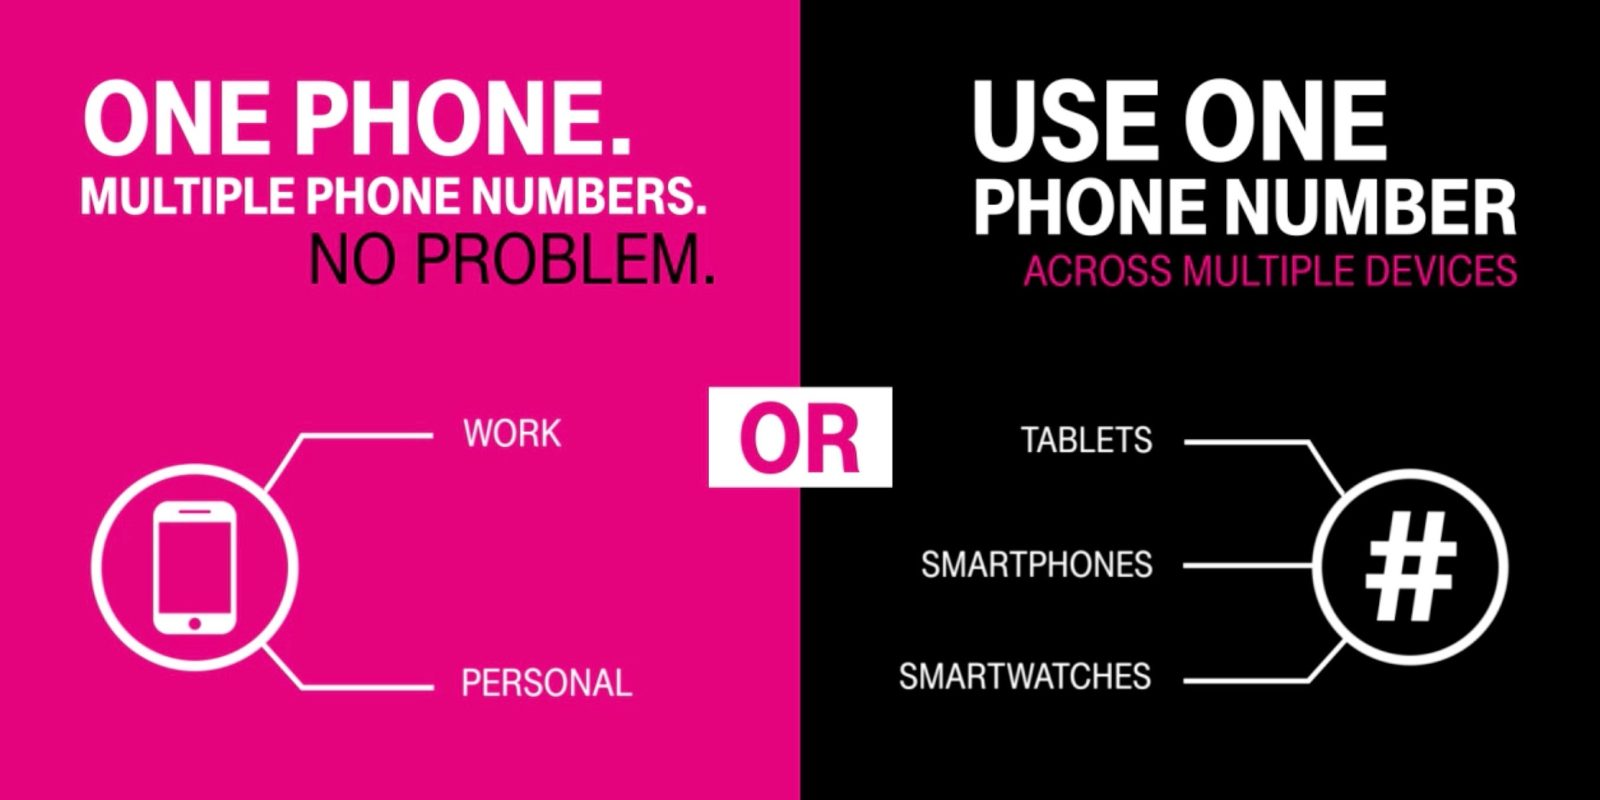 ONE PHONE.
MULTIPLE PHONE NUMBERS.
NO PROBLEM.
WORK
PERSONAL
OR
USE ONE
PHONE NUMBER
ACROSS MULTIPLE DEVICES
TABLETS
SMARTPHONES
SMARTWATCHES
#